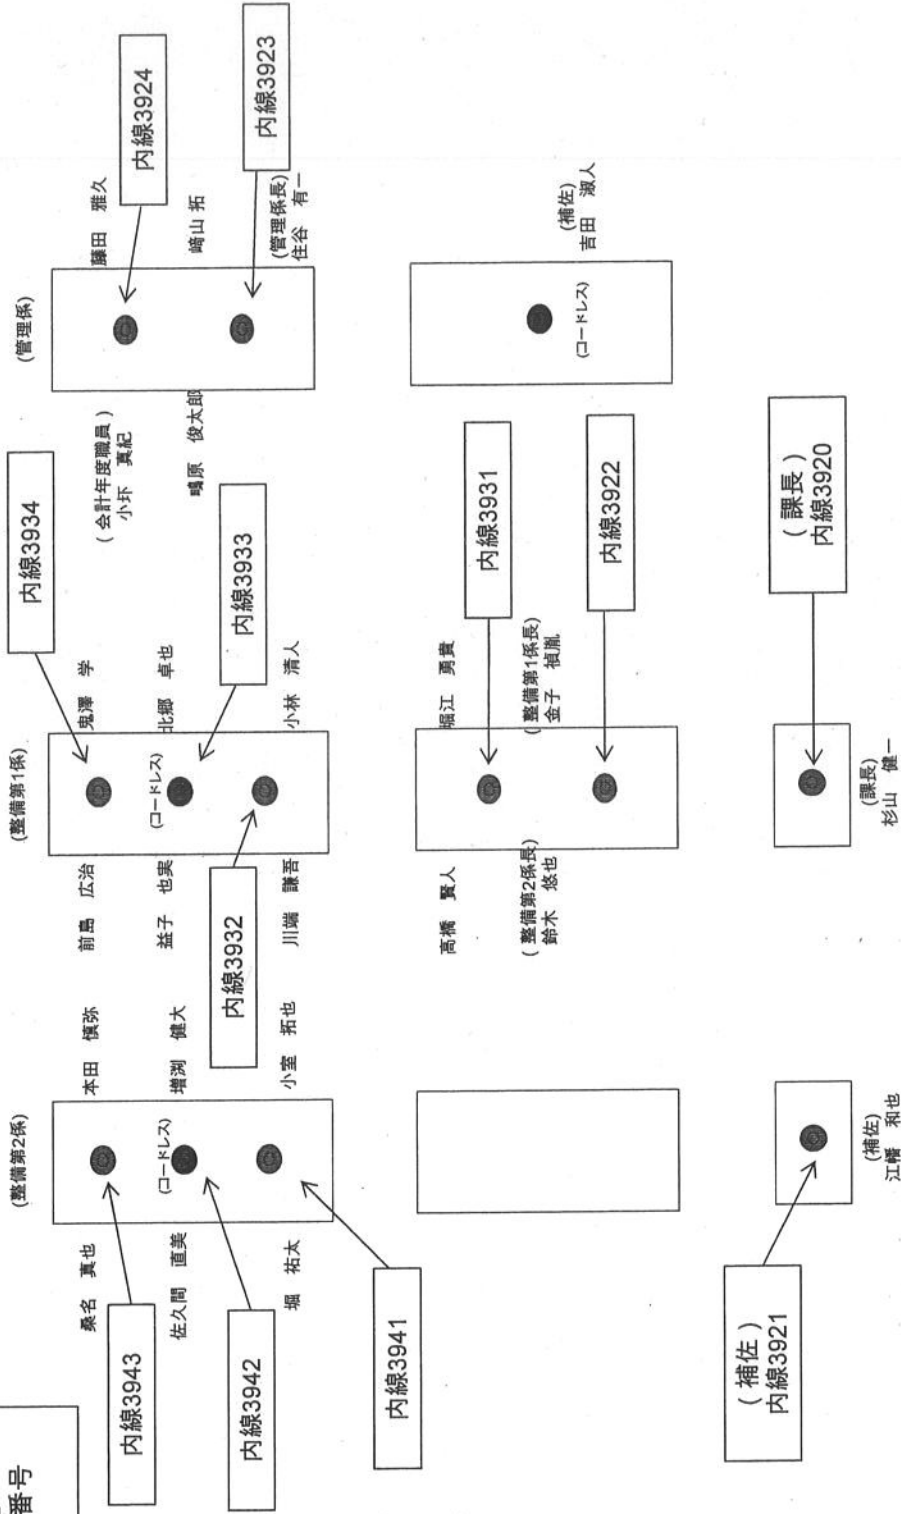 番号
(整備第2係)
(整備第1係)
(管理係)
内線3943
内線3942
内線3941
桑名 真也
佐久間 直美
堀 祐太
(コードレス)
本田 慎弥
増渕 健大
小室 拓也
内線3932
前島 広治
益子 也実
川端 謙吾
(コードレス)
鬼澤 学
北郷 卓也
小林 清人
内線3934
内線3933
(会計年度職員)
小圷 真紀
鴫原 俊太郎
藤田 雅久
﨑山 拓
(管理係長)
住谷 有一
内線3924
内線3923
高橋 賢人
(整備第2係長)
鈴木 悠也
堀江 勇貴
(整備第1係長)
金子 禎胤
内線3931
内線3922
(コードレス)
(補佐)
吉田 淑人
(補佐)
内線3921
(補佐)
江幡 和也
(課長)
杉山 健一
(課長)
内線3920